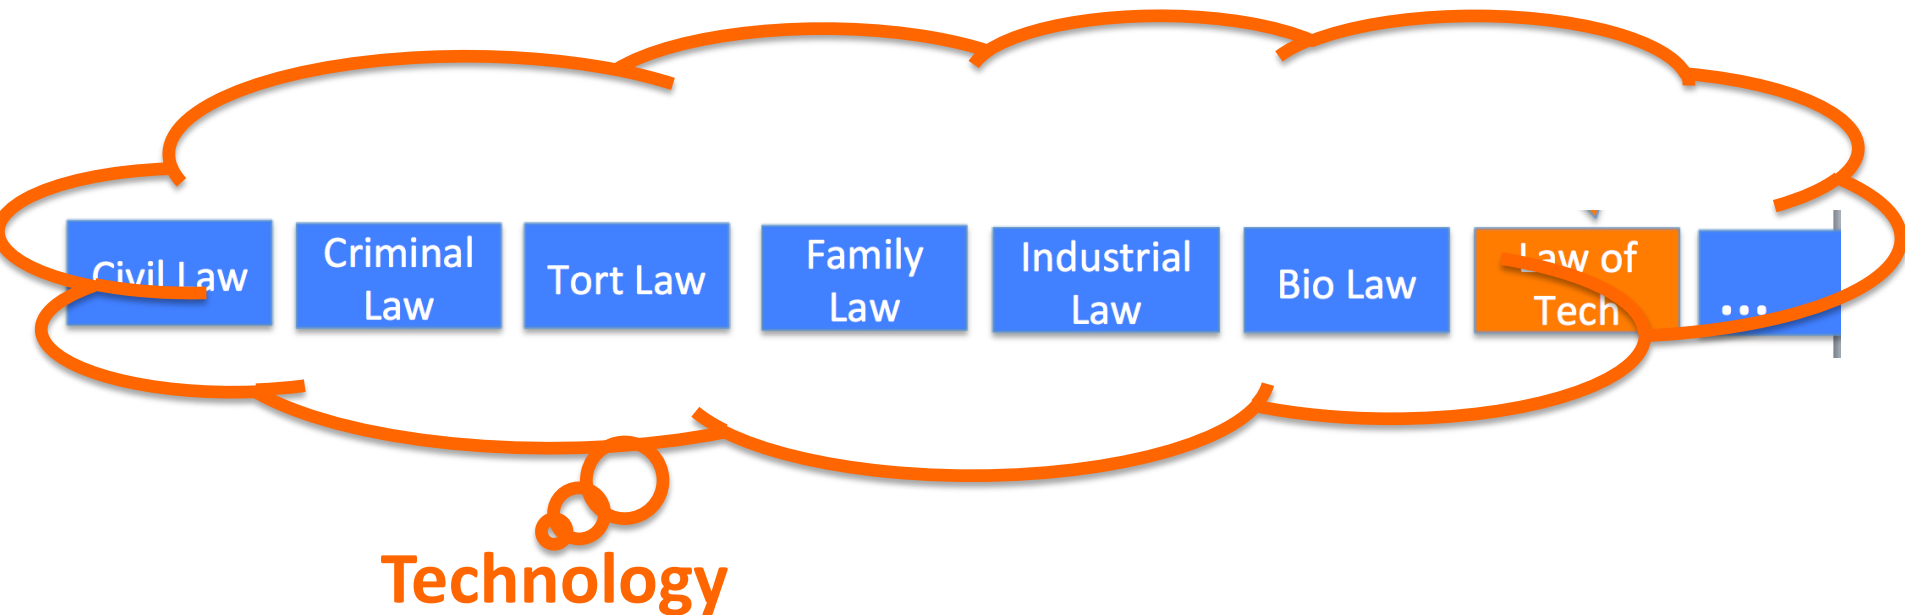 Civil Law
Criminal
Law
Tort Law
Family
Law
Industrial
Law
Bio Law
Law of
Tech
...
Technology